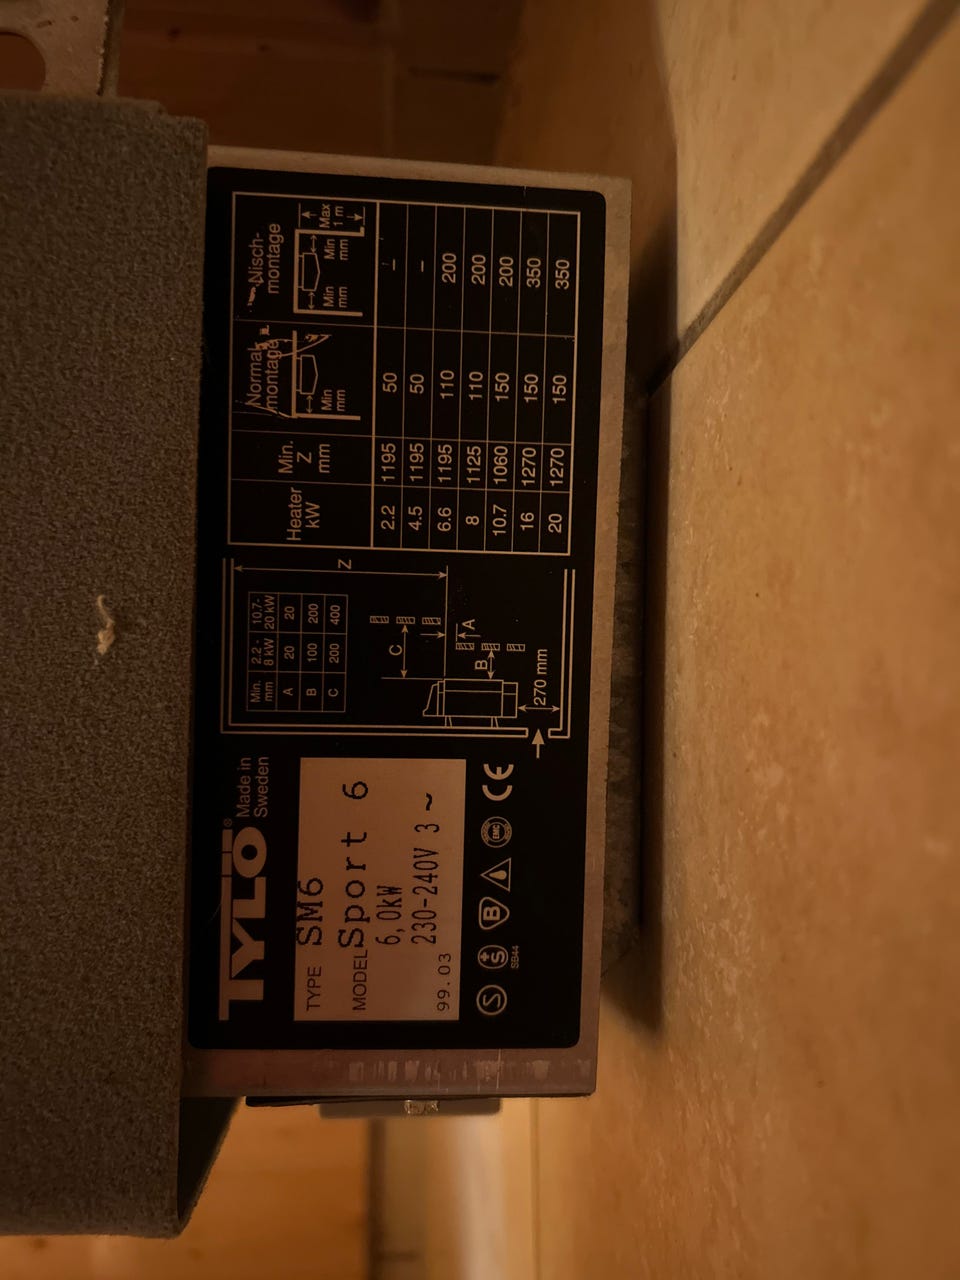 TYLÖ®
Made in
Sweden
TYPE SM6
MODEL Sport 6
6,0kW
230-240V 3 ~
99.03
S B EMC CE
SB44
Min. mm 2.2 - 8 kW 10.7- 20 kW
A 20 20
B 100 200
C 200 400
Z
C
A
B
270 mm
Heater kW Min. Z mm Normal montage Nisch- montage
Min mm Min mm Min mm Max 1 m
2.2 1195 50 –
4.5 1195 50 –
6.6 1195 110 200
8 1125 110 200
10.7 1060 150 200
16 1270 150 350
20 1270 150 350